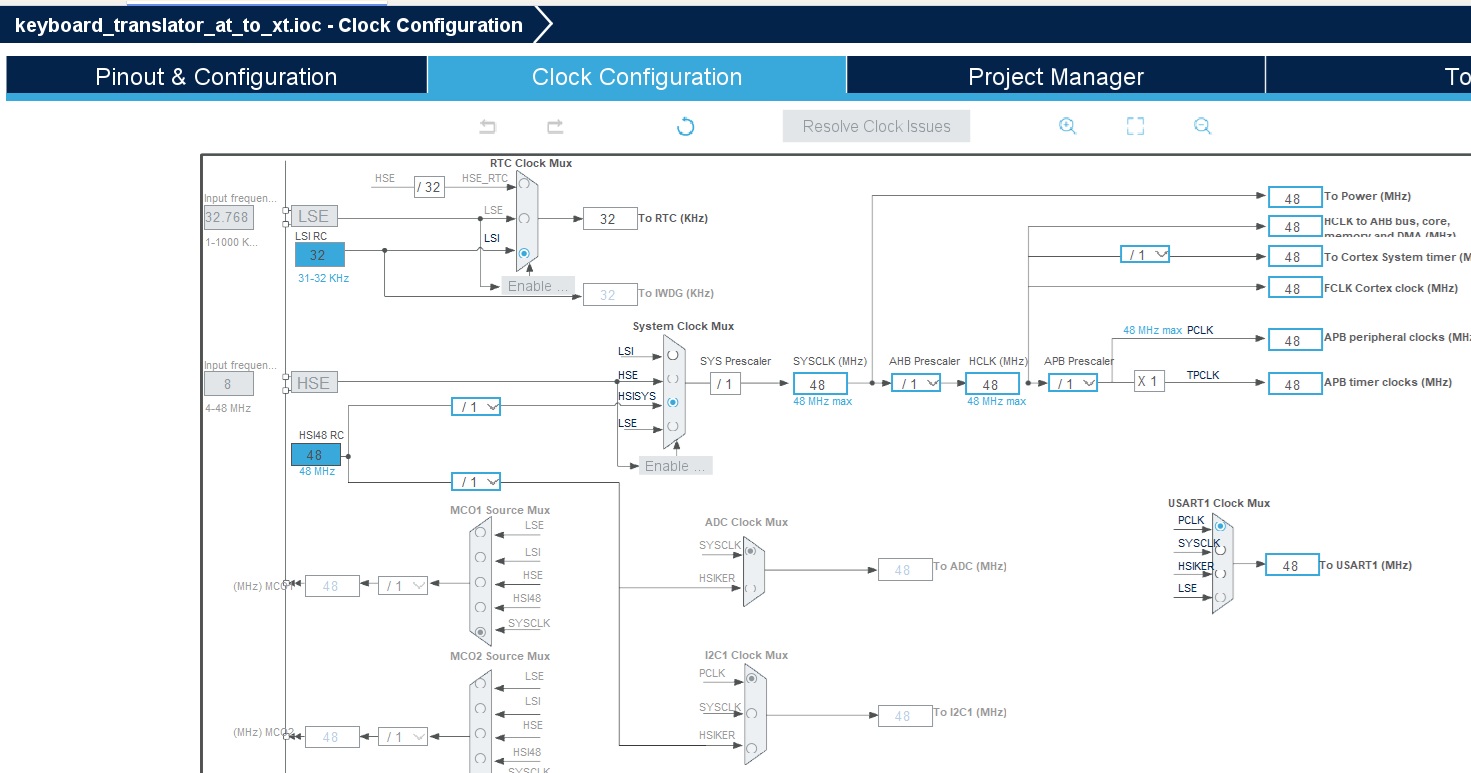 keyboard_translator_at_to_xt.ioc - Clock Configuration
Pinout & Configuration
Clock Configuration
Project Manager
To
Resolve Clock Issues
RTC Clock Mux
HSE
/ 32
HSE_RTC
Input frequen...
32.768
1-1000 K...
LSE
LSE
32
To RTC (KHz)
LSI RC
32
31-32 KHz
LSI
Enable ...
32
To IWDG (KHz)
48
To Power (MHz)
48
HCLK to AHB bus, core,
memory and DMA (MHz)
/ 1
48
To Cortex System timer (M
48
FCLK Cortex clock (MHz)
System Clock Mux
48 MHz max
PCLK
48
APB peripheral clocks (MHz
LSI
SYS Prescaler
SYSCLK (MHz)
AHB Prescaler
HCLK (MHz)
APB Prescaler
Input frequen...
8
4-48 MHz
HSE
HSE
/ 1
48
48 MHz max
/ 1
48
48 MHz max
/ 1
X 1
TPCLK
48
APB timer clocks (MHz)
/ 1
HSISYS
LSE
HSI48 RC
48
48 MHz
Enable ...
/ 1
MCO1 Source Mux
LSE
LSI
HSE
HSI48
SYSCLK
(MHz) MCO1
48
/ 1
ADC Clock Mux
SYSCLK
HSIKER
48
To ADC (MHz)
USART1 Clock Mux
PCLK
SYSCLK
HSIKER
LSE
48
To USART1 (MHz)
MCO2 Source Mux
LSE
LSI
HSE
HSI48
SYSCLK
(MHz) MCO2
48
/ 1
I2C1 Clock Mux
PCLK
SYSCLK
HSIKER
48
To I2C1 (MHz)